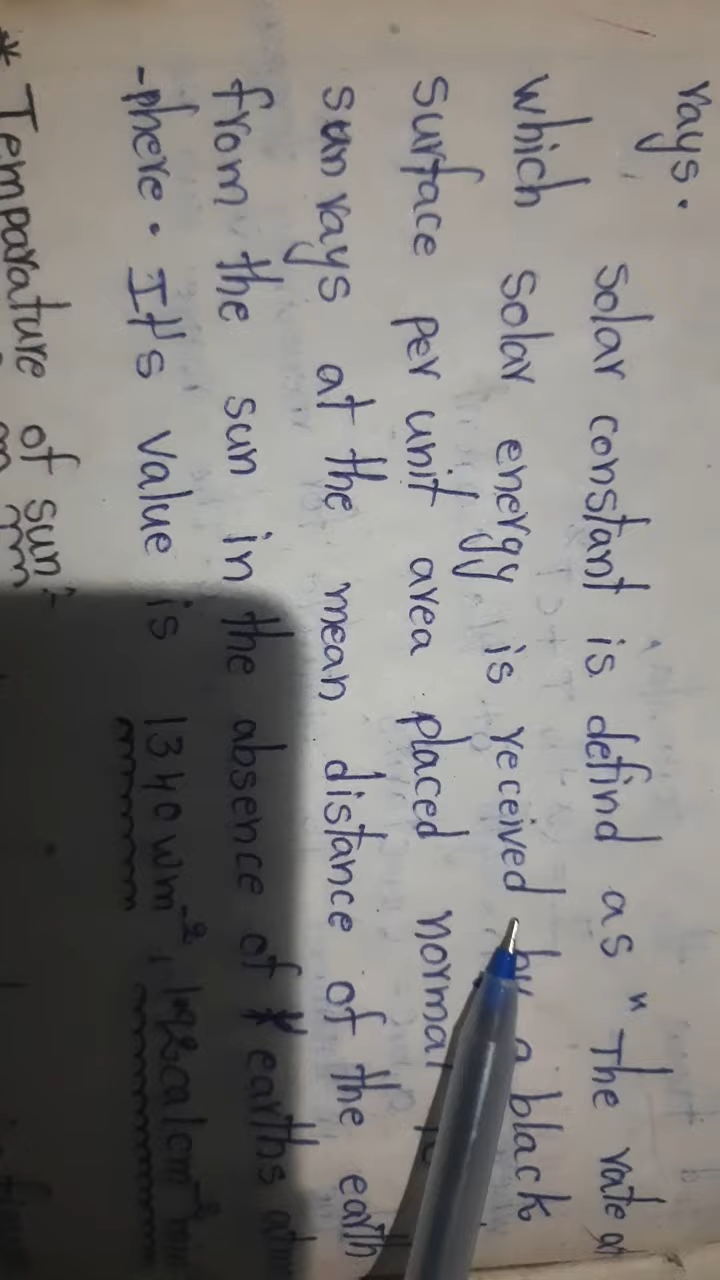 rays.
Solar constant is defind as " The rate at
which solar energy is received by a black
surface per unit area placed normal
sun rays at the mean distance of the earth
from the sun in the absence of earths
-phere. It's value is 1340 wm⁻²,
* Temparature of sun :-